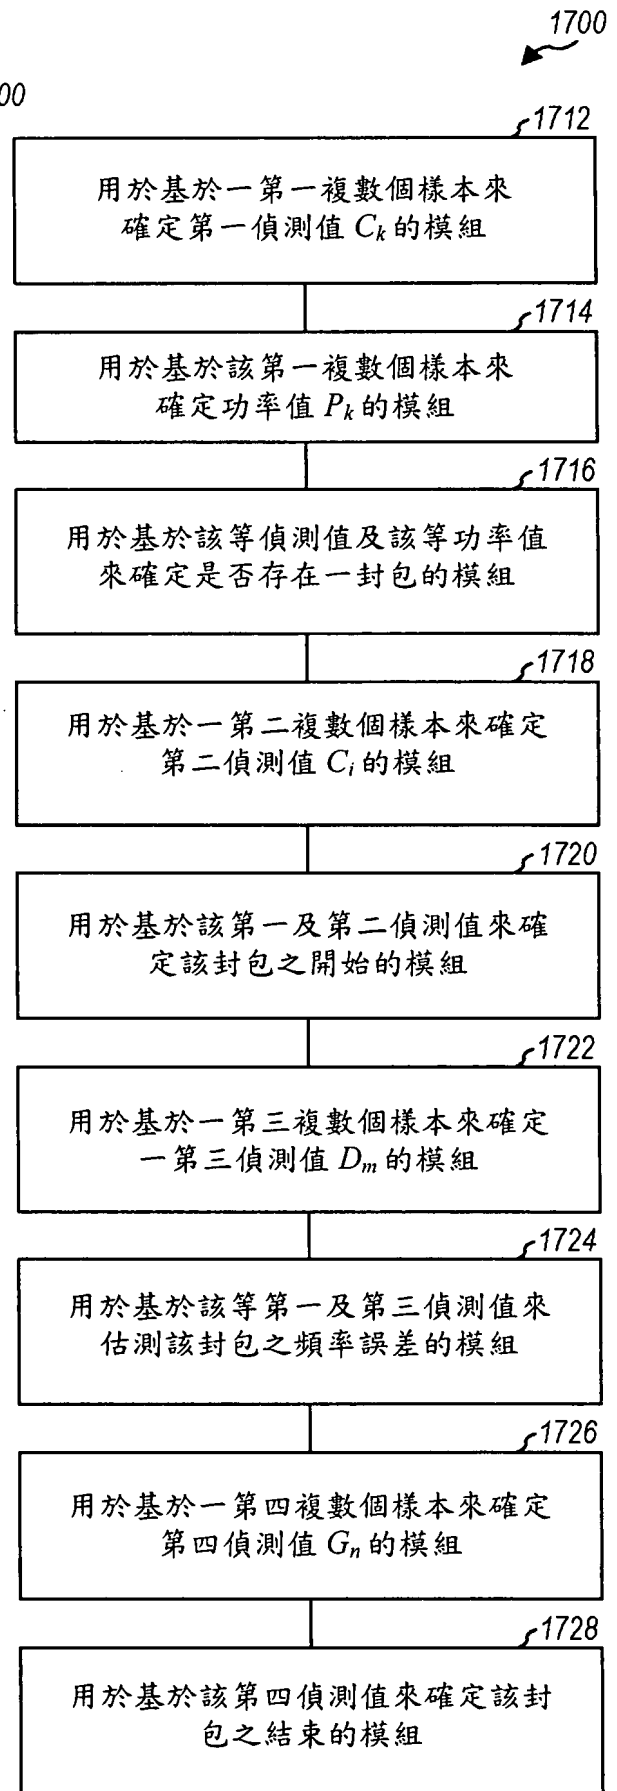 1700
00
1712
用於基於一第一複數個樣本來
確定第一偵測值 Ck 的模組
1714
用於基於該第一複數個樣本來
確定功率值 Pk 的模組
1716
用於基於該等偵測值及該等功率值
來確定是否存在一封包的模組
1718
用於基於一第二複數個樣本來確定
第二偵測值 Ci 的模組
1720
用於基於該第一及第二偵測值來確
定該封包之開始的模組
1722
用於基於一第三複數個樣本來確定
一第三偵測值 Dm 的模組
1724
用於基於該等第一及第三偵測值來
估測該封包之頻率誤差的模組
1726
用於基於一第四複數個樣本來確定
第四偵測值 Gn 的模組
1728
用於基於該第四偵測值來確定該封
包之結束的模組